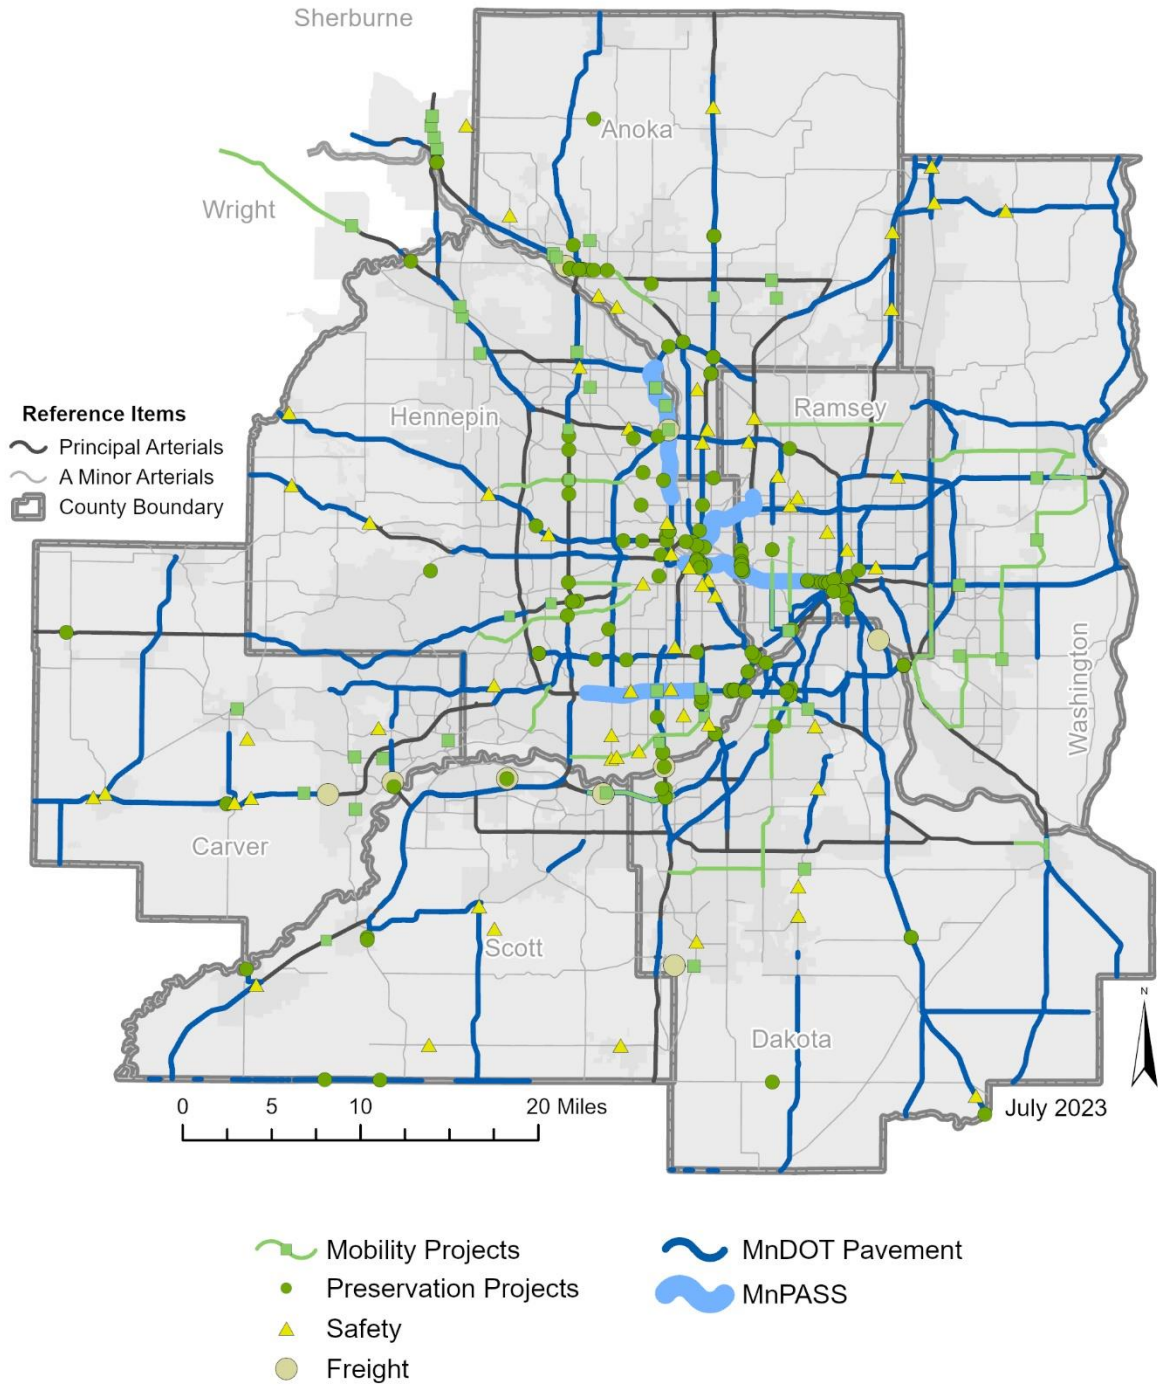 Sherburne
Anoka
Wright
Reference Items
Principal Arterials
A Minor Arterials
County Boundary
Hennepin
Ramsey
Washington
Carver
Scott
Dakota
N
July 2023
0 5 10 20 Miles
Mobility Projects
Preservation Projects
Safety
Freight
MnDOT Pavement
MnPASS